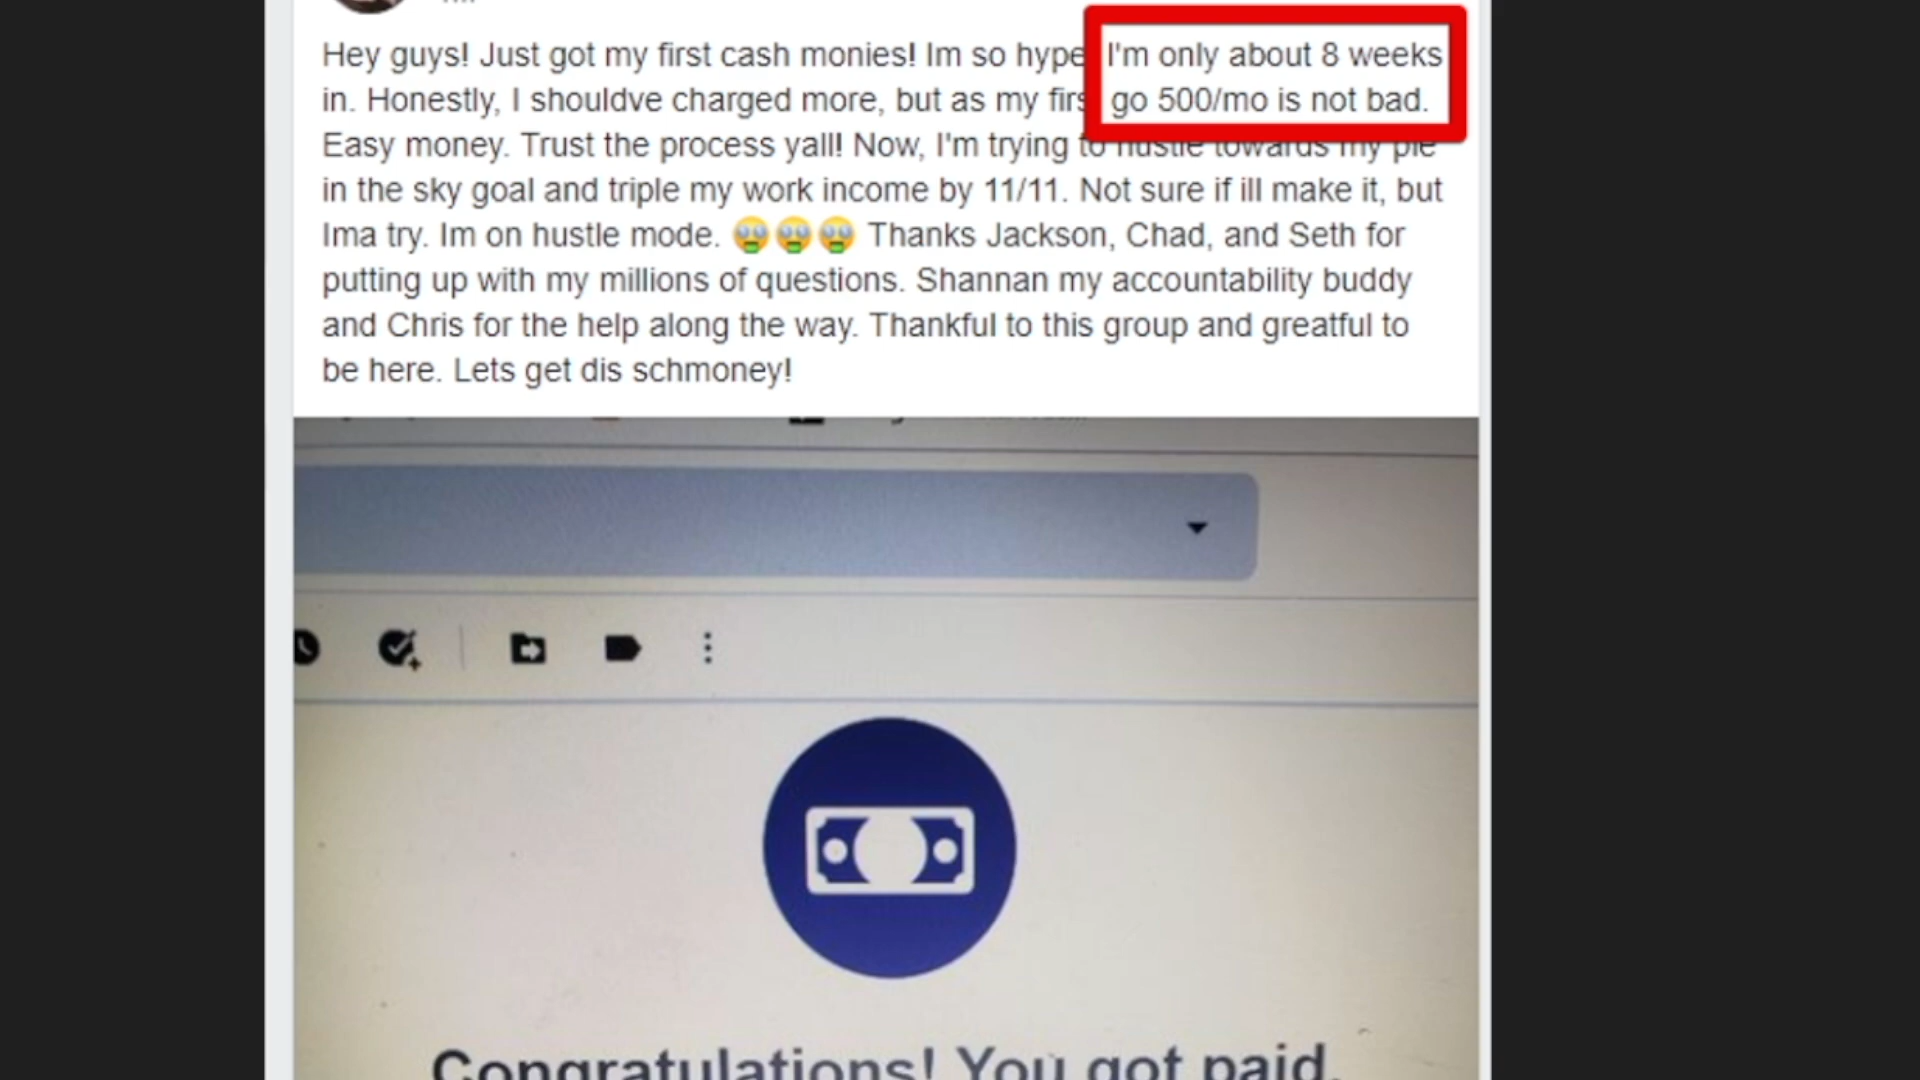 Hey guys! Just got my first cash monies! Im so hype I'm only about 8 weeks
in. Honestly, I shouldve charged more, but as my firs go 500/mo is not bad.
Easy money. Trust the process yall! Now, I'm trying to hustle towards my pie
in the sky goal and triple my work income by 11/11. Not sure if ill make it, but
Ima try. Im on hustle mode. 🤑🤑🤑 Thanks Jackson, Chad, and Seth for
putting up with my millions of questions. Shannan my accountability buddy
and Chris for the help along the way. Thankful to this group and greatful to
be here. Lets get dis schmoney!
Congratulations! You got paid.